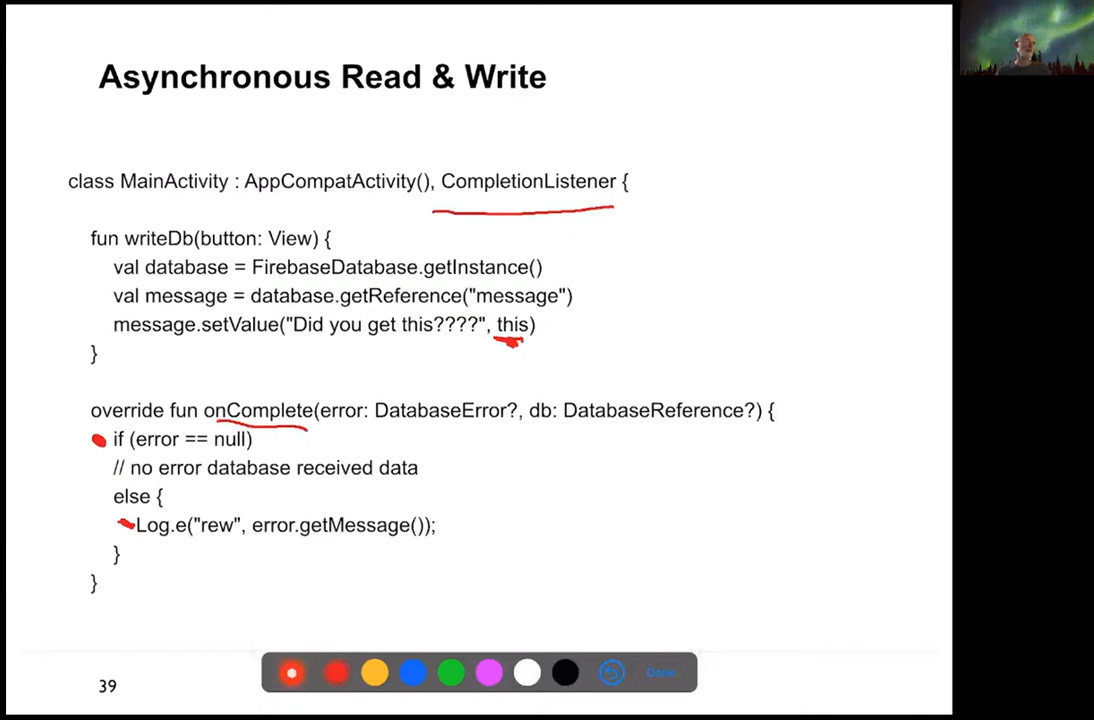 Asynchronous Read & Write
class MainActivity : AppCompatActivity(), CompletionListener {
fun writeDb(button: View) {
val database = FirebaseDatabase.getInstance()
val message = database.getReference("message")
message.setValue("Did you get this????", this)
}
override fun onComplete(error: DatabaseError?, db: DatabaseReference?) {
if (error == null)
// no error database received data
else {
Log.e("rew", error.getMessage());
}
}
39
Done